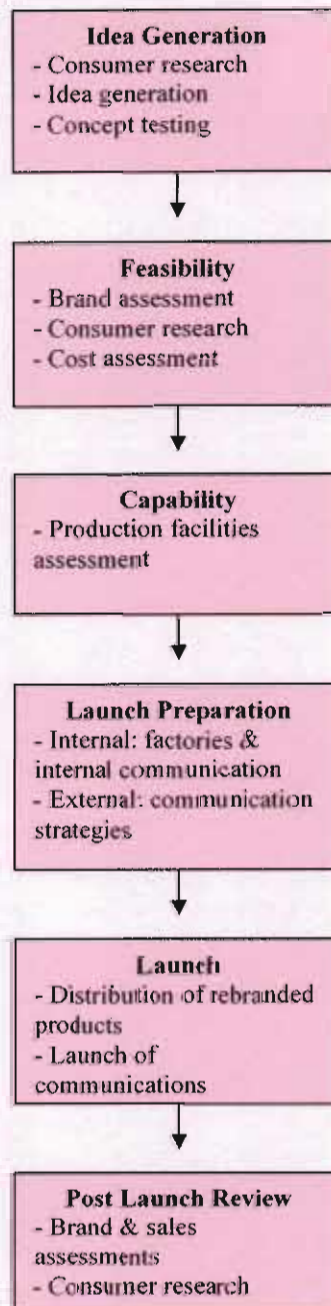 Idea Generation
- Consumer research
- Idea generation
- Concept testing
Feasibility
- Brand assessment
- Consumer research
- Cost assessment
Capability
- Production facilities
assessment
Launch Preparation
- Internal: factories &
internal communication
- External: communication
strategies
Launch
- Distribution of rebranded
products
- Launch of
communications
Post Launch Review
- Brand & sales
assessments
- Consumer research